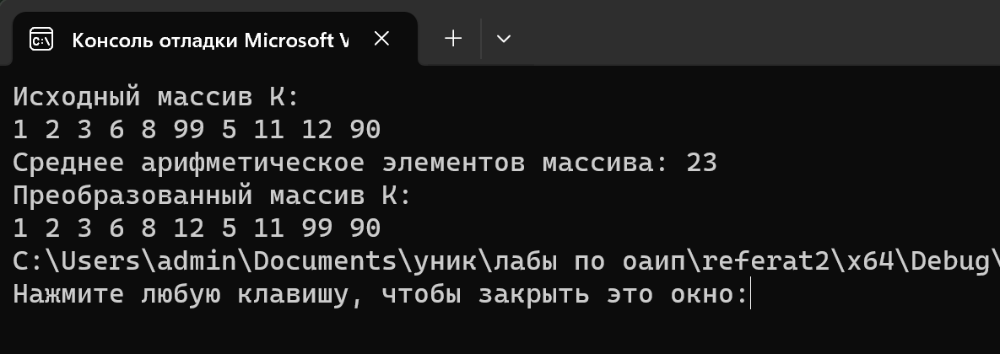 Консоль отладки Microsoft V
Исходный массив К:
1 2 3 6 8 99 5 11 12 90
Среднее арифметическое элементов массива: 23
Преобразованный массив К:
1 2 3 6 8 12 5 11 99 90
C:\Users\admin\Documents\уник\лабы по оаип\referat2\x64\Debug\
Нажмите любую клавишу, чтобы закрыть это окно: